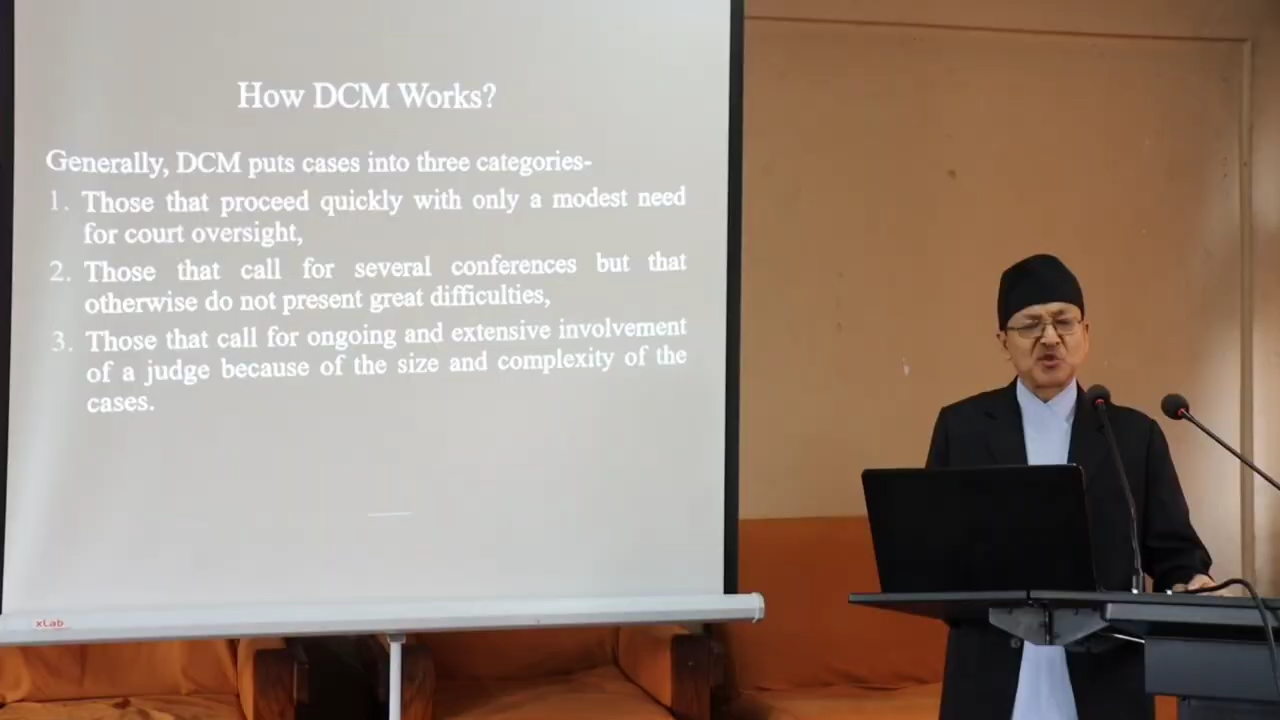 How DCM Works?
Generally, DCM puts cases into three categories-
1. Those that proceed quickly with only a modest need
for court oversight,
2. Those that call for several conferences but that
otherwise do not present great difficulties,
3. Those that call for ongoing and extensive involvement
of a judge because of the size and complexity of the
cases.
xLab